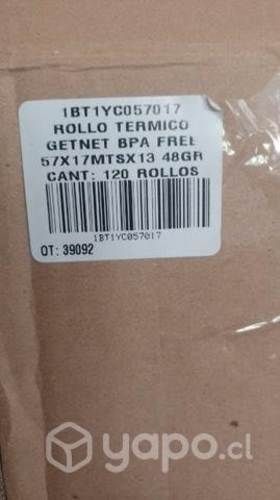 1BT1YC057017
ROLLO TERMICO
GETNET BPA FREE
57X17MTSX13 48GR
CANT: 120 ROLLOS
1BT1YC057017
OT: 39092
yapo.cl